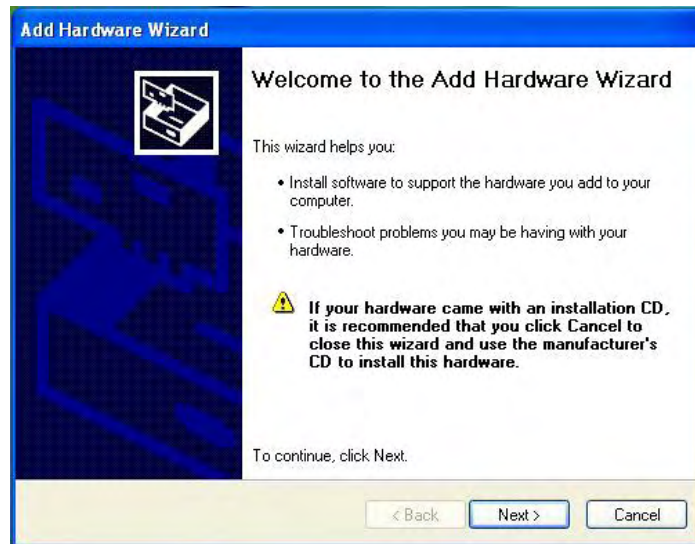 Add Hardware Wizard
Welcome to the Add Hardware Wizard
This wizard helps you:
• Install software to support the hardware you add to your
computer.
• Troubleshoot problems you may be having with your
hardware.
If your hardware came with an installation CD,
it is recommended that you click Cancel to
close this wizard and use the manufacturer's
CD to install this hardware.
To continue, click Next.
< Back Next > Cancel